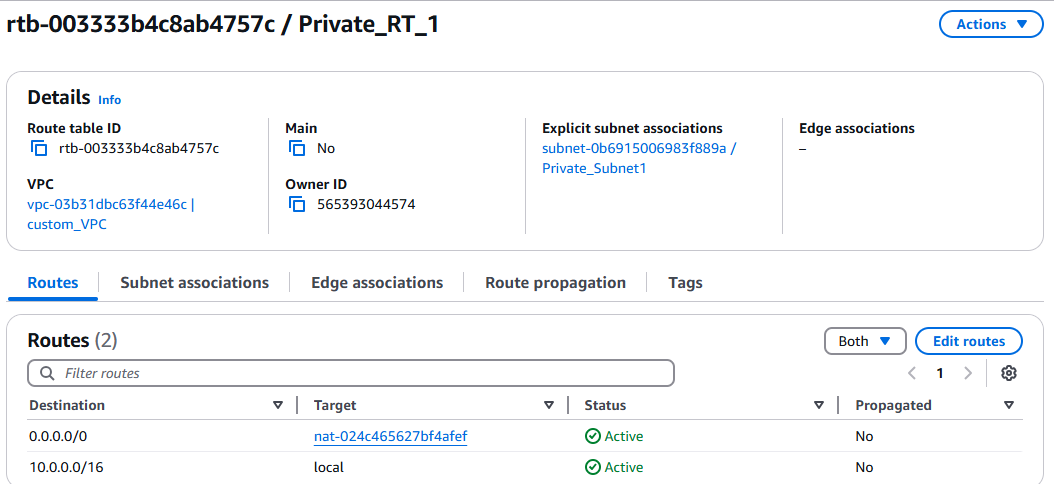 rtb-003333b4c8ab4757c / Private_RT_1
Actions
Details Info
Route table ID
rtb-003333b4c8ab4757c
Main
No
Explicit subnet associations
subnet-0b6915006983f889a /
Private_Subnet1
Edge associations
–
VPC
vpc-03b31dbc63f44e46c |
custom_VPC
Owner ID
565393044574
Routes
Subnet associations
Edge associations
Route propagation
Tags
Routes (2)
Both
Edit routes
Filter routes
1
Destination Target Status Propagated
0.0.0.0/0 nat-024c465627bf4afef Active No
10.0.0.0/16 local Active No